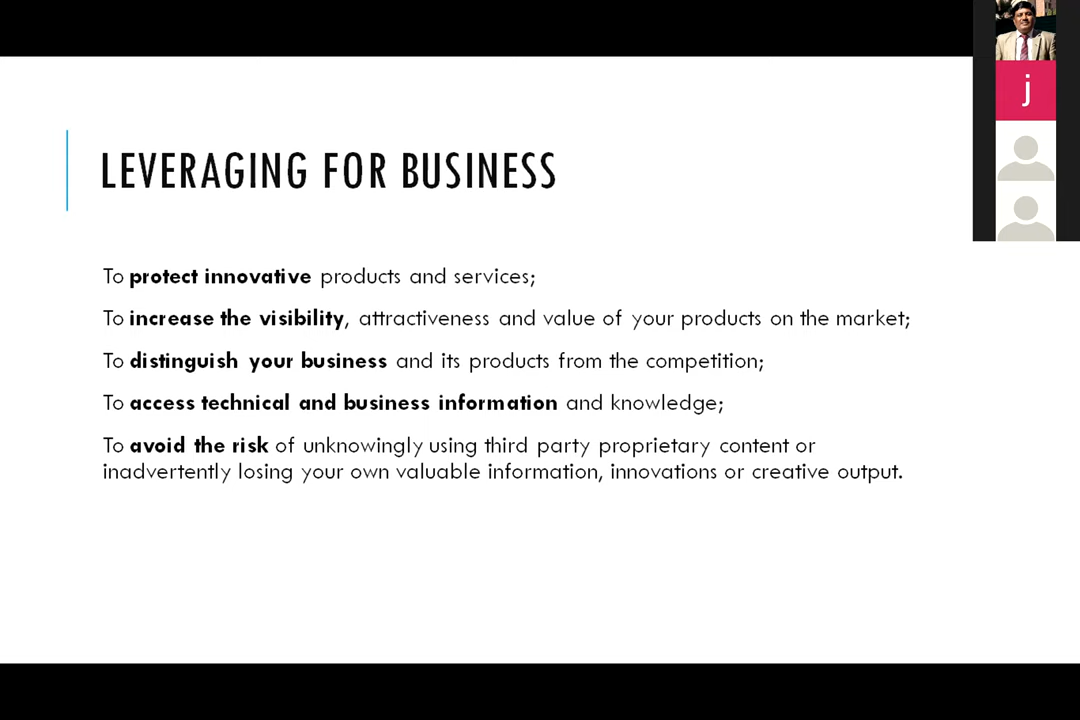 LEVERAGING FOR BUSINESS
To protect innovative products and services;
To increase the visibility, attractiveness and value of your products on the market;
To distinguish your business and its products from the competition;
To access technical and business information and knowledge;
To avoid the risk of unknowingly using third party proprietary content or
inadvertently losing your own valuable information, innovations or creative output.
j